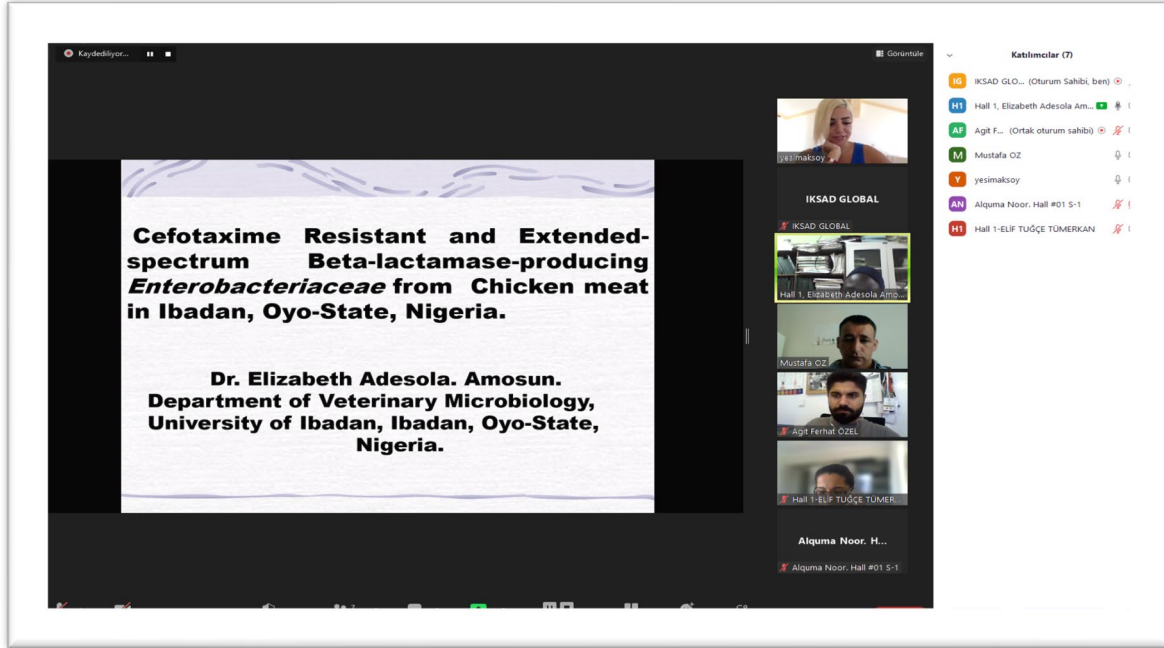 Kaydediliyor...
Görüntüle
Cefotaxime Resistant and Extended-
spectrum Beta-lactamase-producing
Enterobacteriaceae from Chicken meat
in Ibadan, Oyo-State, Nigeria.
Dr. Elizabeth Adesola. Amosun.
Department of Veterinary Microbiology,
University of Ibadan, Ibadan, Oyo-State,
Nigeria.
yesimaksoy
IKSAD GLOBAL
IKSAD GLOBAL
Hall 1, Elizabeth Adesola Amo...
Mustafa OZ
Agit Ferhat ÖZEL
Hall 1-ELİF TUĞÇE TÜMER...
Alquma Noor. H...
Alquma Noor. Hall #01 S-1
Katılımcılar (7)
IG IKSAD GLO... (Oturum Sahibi, ben)
H1 Hall 1, Elizabeth Adesola Am...
AF Agit F... (Ortak oturum sahibi)
M Mustafa OZ
Y yesimaksoy
AN Alquma Noor. Hall #01 S-1
H1 Hall 1-ELİF TUĞÇE TÜMERKAN